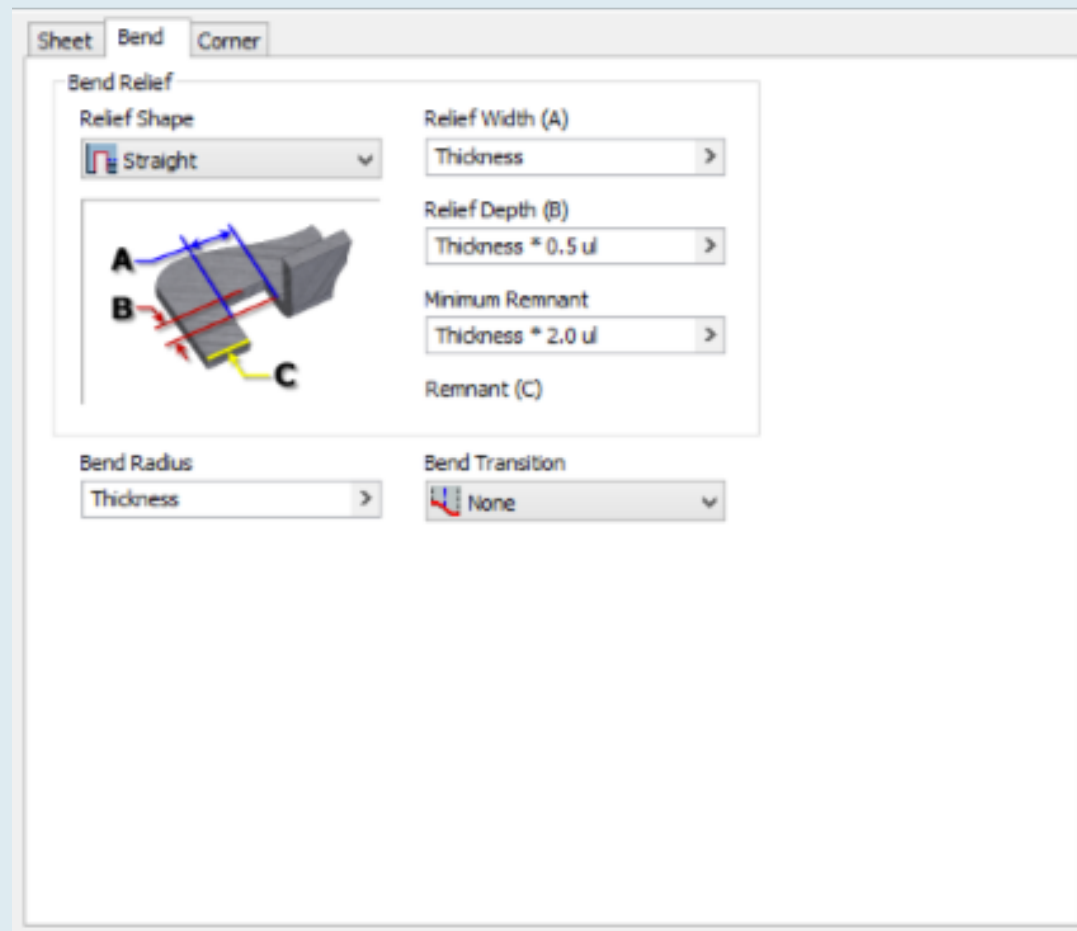 Sheet Bend Corner
Bend Relief
Relief Shape
Straight
Relief Width (A)
Thickness
A
B
C
Relief Depth (B)
Thickness * 0.5 ul
Minimum Remnant
Thickness * 2.0 ul
Remnant (C)
Bend Radius
Thickness
Bend Transition
None